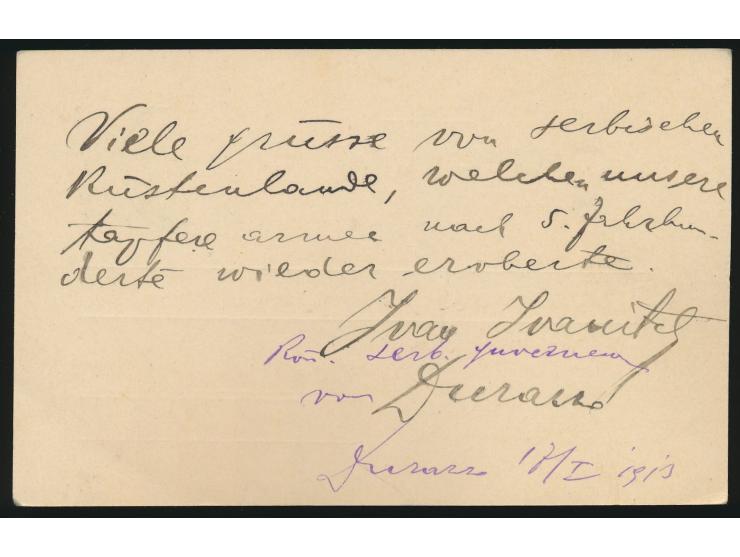 Viele grüsse von serbischen
Küstenlande, welchen unsere
tapfere armee nach 5. Jahrhun-
derte wieder eroberte.
Ivan Ivanitch
Kön. serb. guverneur
von Durazzo
Durazzo 17/I 1913